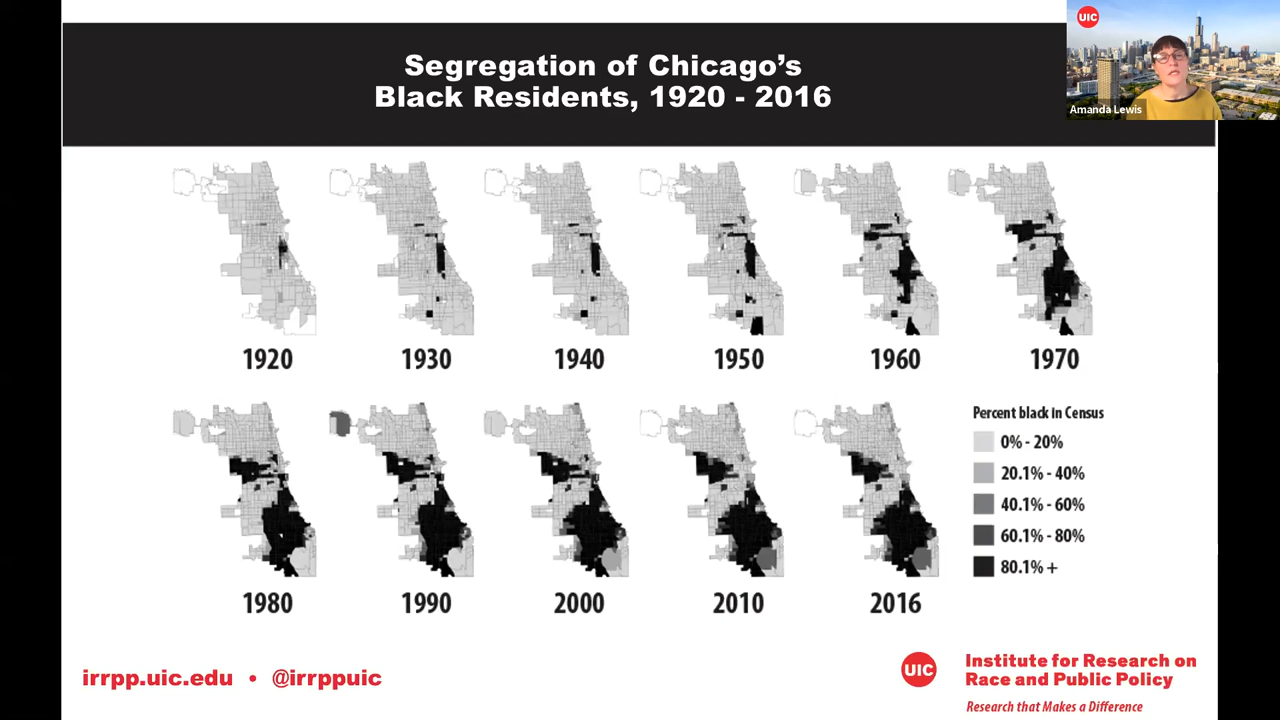 Segregation of Chicago's
Black Residents, 1920 - 2016
UIC
Amanda Lewis
1920
1930
1940
1950
1960
1970
1980
1990
2000
2010
2016
Percent black in Census
0% - 20%
20.1% - 40%
40.1% - 60%
60.1% - 80%
80.1% +
irrpp.uic.edu • @irrppuic
UIC
Institute for Research on
Race and Public Policy
Research that Makes a Difference